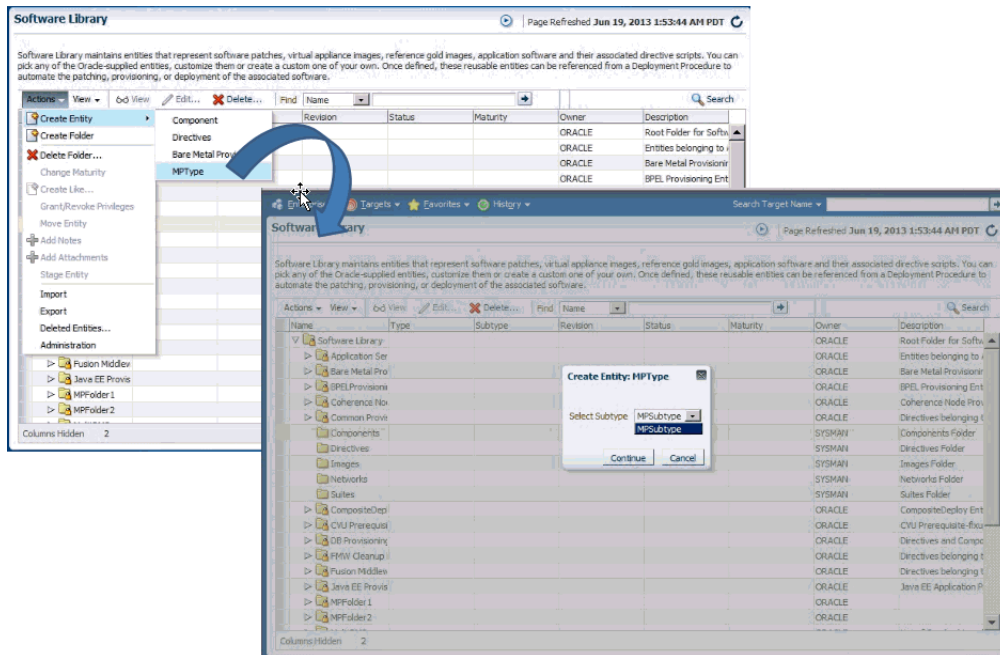 Software Library
Page Refreshed Jun 19, 2013 1:53:44 AM PDT
Software Library maintains entities that represent software patches, virtual appliance images, reference gold images, application software and their associated directive scripts. You can
pick any of the Oracle-supplied entities, customize them or create a custom one of your own. Once defined, these reusable entities can be referenced from a Deployment Procedure to
automate the patching, provisioning, or deployment of the associated software.
Actions View View Edit... Delete... Find Name Search
Revision Status Maturity Owner Description
Create Entity
Create Folder
Delete Folder...
Change Maturity
Create Like...
Grant/Revoke Privileges
Move Entity
Add Notes
Add Attachments
Stage Entity
Import
Export
Deleted Entities...
Administration
Component
Directives
Bare Metal
MPType
ORACLE Root Folder for Softw
ORACLE Entities belonging to
ORACLE Bare Metal Provisionir
ORACLE BPEL Provisioning Ent
Fusion Middlev
Java EE Provis
MPFolder1
MPFolder2
Columns Hidden 2
Targets Favorites History Search Target Name
Page Refreshed Jun 19, 2013 1:53:44 AM PDT
Software Library maintains entities that represent software patches, virtual appliance images, reference gold images, application software and their associated directive scripts. You can
pick any of the Oracle-supplied entities, customize them or create a custom one of your own. Once defined, these reusable entities can be referenced from a Deployment Procedure to
automate the patching, provisioning, or deployment of the associated software.
Actions View View Edit... Delete... Find Name Search
Name Type Subtype Revision Status Maturity Owner Description
Software Library ORACLE Root Folder for Softw
Application Ser ORACLE Entities belonging to
Bare Metal Pro ORACLE Bare Metal Provisionir
BPELProvisioni ORACLE BPEL Provisioning Ent
Coherence No ORACLE Coherence Node Prov
Common Provi ORACLE Directives belonging t
Components SYSMAN Components Folder
Directives SYSMAN Directives Folder
Images SYSMAN Images Folder
Networks SYSMAN Networks Folder
Suites SYSMAN Suites Folder
CompositeDepl ORACLE CompositeDeploy Ent
CVU Prerequisi ORACLE CVU Prerequisite-fixu
DB Provisioning ORACLE Directives and Compo
FMW Cleanup ORACLE Directives belonging t
Fusion Middlev ORACLE Directives belonging t
Java EE Provis ORACLE Java EE Application P
MPFolder1 ORACLE
MPFolder2 ORACLE
Columns Hidden 2
Create Entity: MPType
Select Subtype MPSubtype
MPSubtype
Continue Cancel